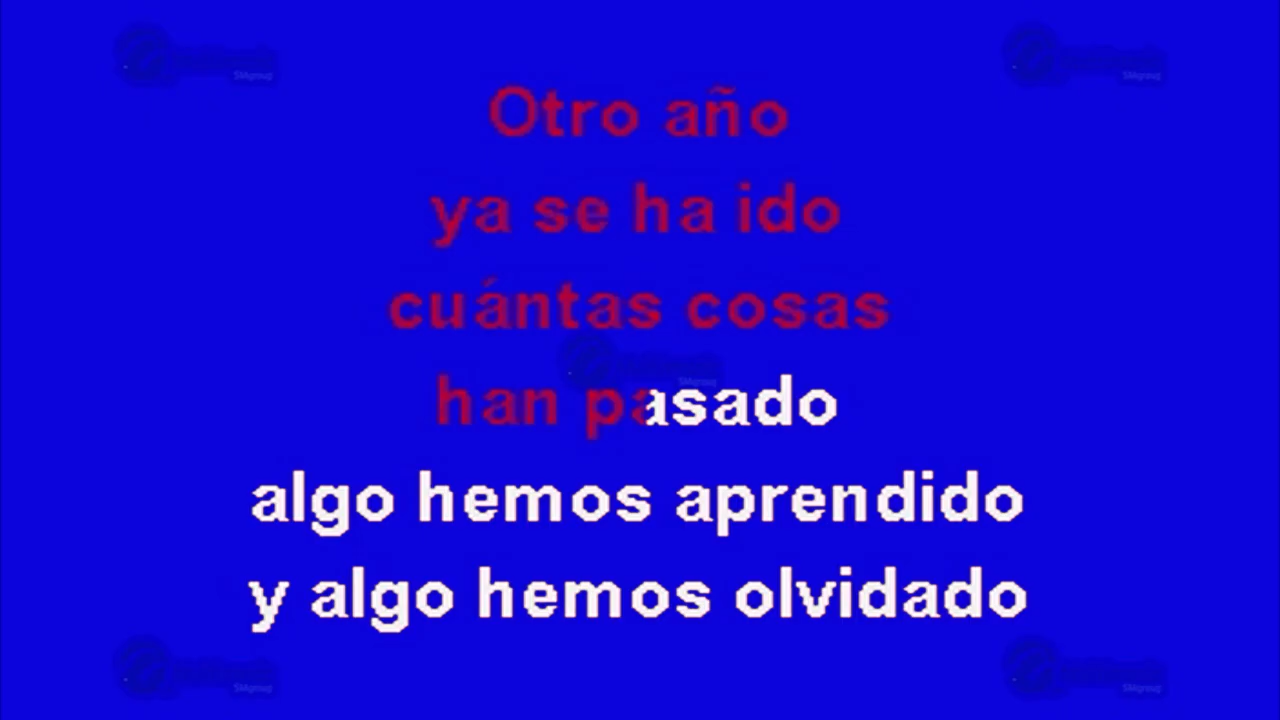 Otro año
ya se ha ido
cuántas cosas
han pasado
algo hemos aprendido
y algo hemos olvidado